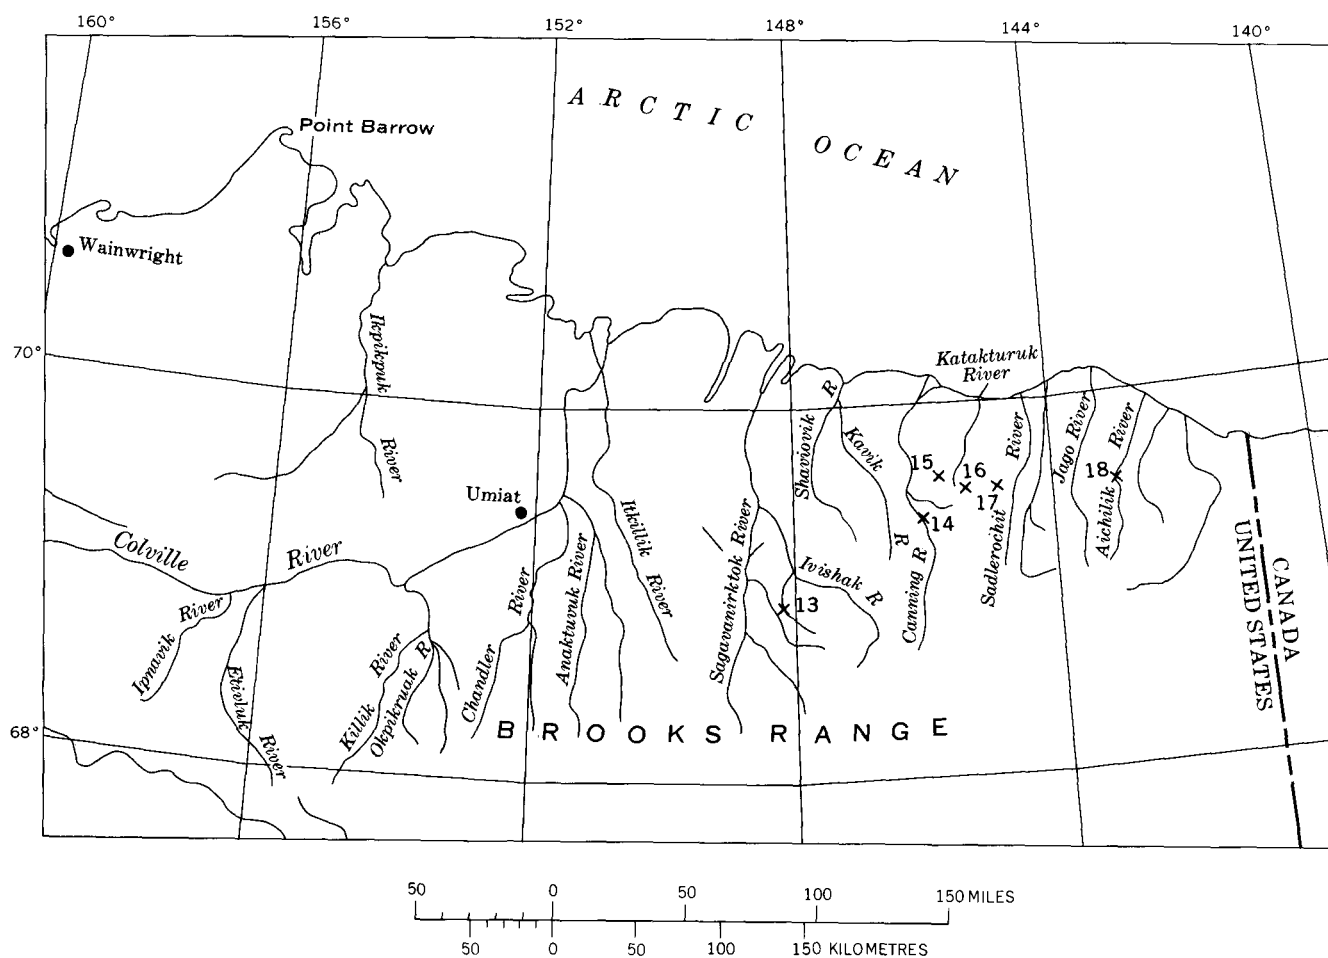 160°
156°
152°
148°
144°
140°
ARCTIC OCEAN
Point Barrow
Wainwright
70°
Ikpikpuk
River
Umiat
Colville
River
Ipnavik River
Etivluk
River
Killik River
Okpikruak R
Chandler
River
Anaktuvuk River
Itkillik
River
Sagavanirktok River
Shaviovik
R
Kavik
R
Ivishak R
Canning R
Katakturuk
River
Sadlerochit
River
Jago River
Aichilik
River
15
16
17
14
18
13
CANADA
UNITED STATES
BROOKS RANGE
68°
50
0
50
100
150 MILES
50
0
50
100
150 KILOMETRES